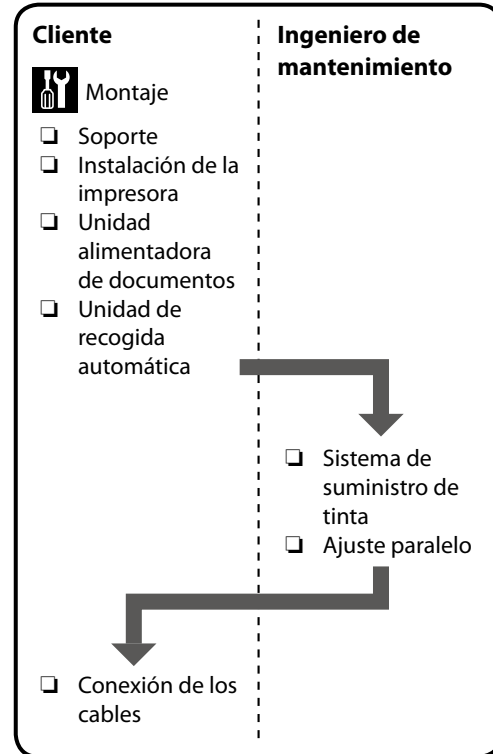 Cliente
Ingeniero de
mantenimiento
Montaje
❏ Soporte
❏ Instalación de la
impresora
❏ Unidad
alimentadora
de documentos
❏ Unidad de
recogida
automática
❏ Sistema de
suministro de
tinta
❏ Ajuste paralelo
❏ Conexión de los
cables